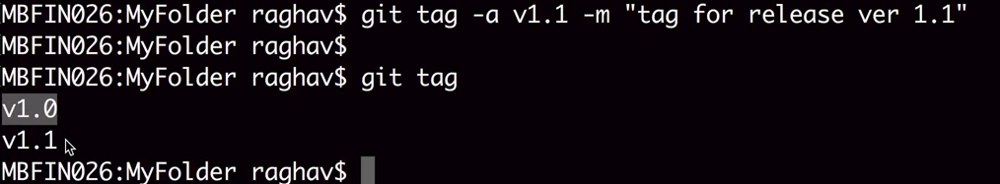 MBFIN026:MyFolder raghav$ git tag -a v1.1 -m "tag for release ver 1.1"
MBFIN026:MyFolder raghav$
MBFIN026:MyFolder raghav$ git tag
v1.0
v1.1
MBFIN026:MyFolder raghav$